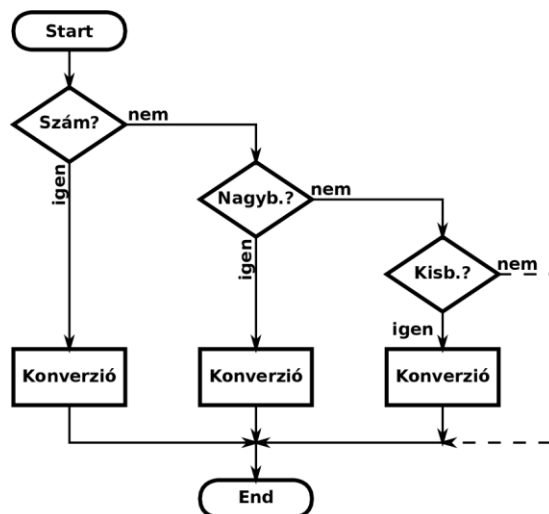 Start
Szám?
nem
igen
Nagyb.?
nem
igen
Kisb.?
nem
igen
Konverzió
Konverzió
Konverzió
End